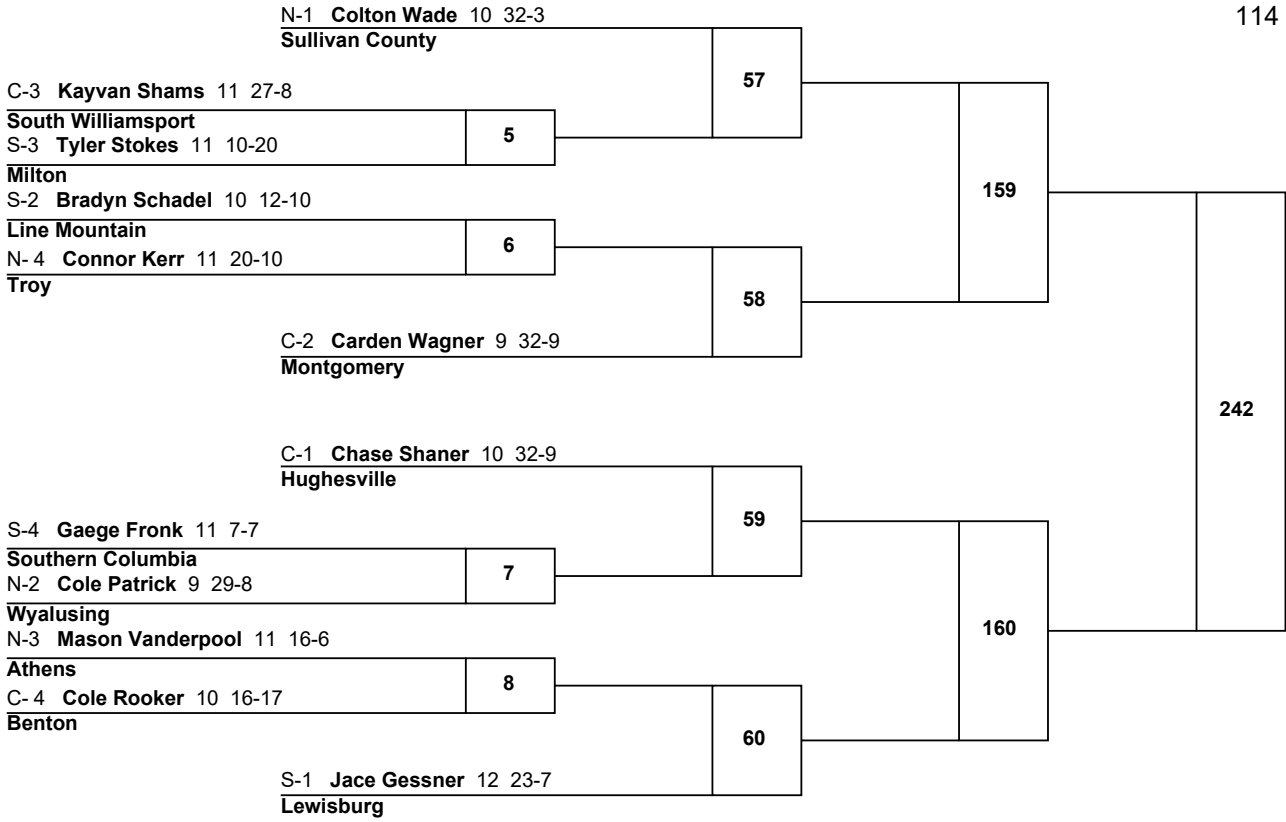 114
N-1 Colton Wade 10 32-3
Sullivan County
57
C-3 Kayvan Shams 11 27-8
South Williamsport
5
S-3 Tyler Stokes 11 10-20
Milton
159
S-2 Bradyn Schadel 10 12-10
Line Mountain
6
N- 4 Connor Kerr 11 20-10
Troy
58
C-2 Carden Wagner 9 32-9
Montgomery
242
C-1 Chase Shaner 10 32-9
Hughesville
59
S-4 Gaege Fronk 11 7-7
Southern Columbia
7
N-2 Cole Patrick 9 29-8
Wyalusing
160
N-3 Mason Vanderpool 11 16-6
Athens
8
C- 4 Cole Rooker 10 16-17
Benton
60
S-1 Jace Gessner 12 23-7
Lewisburg